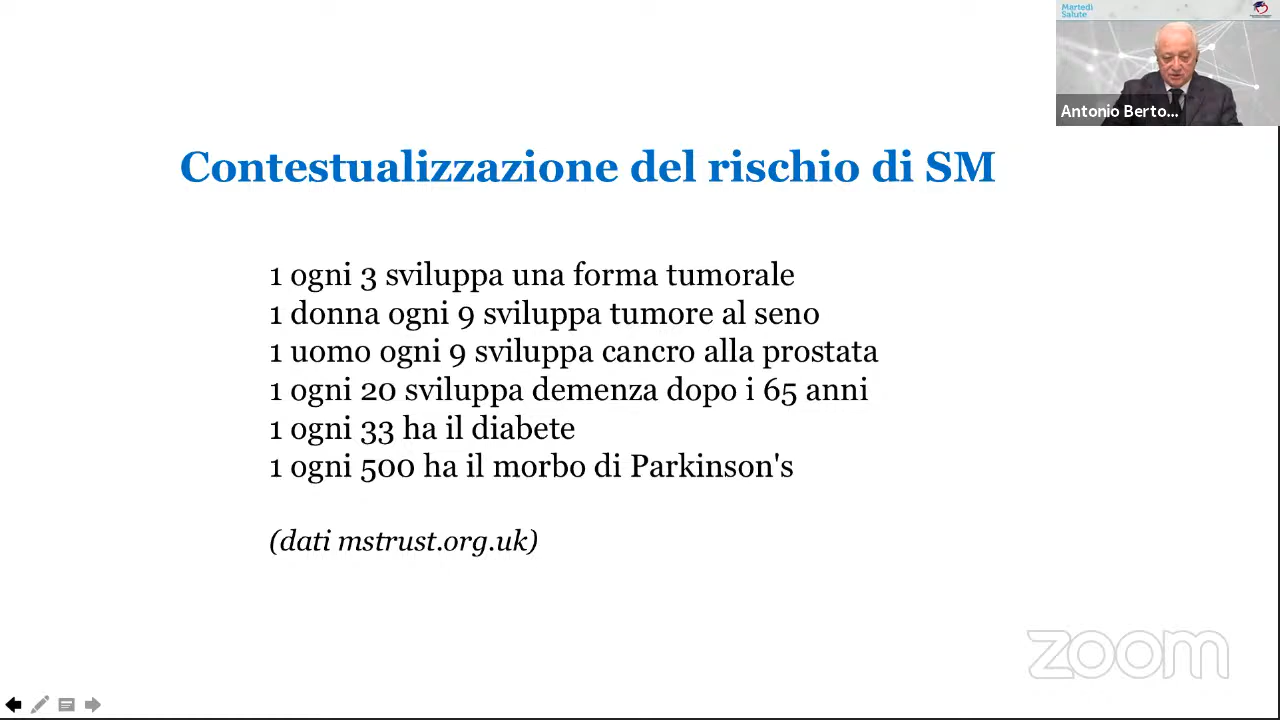 Martedì
Salute
Antonio Berto...
Contestualizzazione del rischio di SM
1 ogni 3 sviluppa una forma tumorale
1 donna ogni 9 sviluppa tumore al seno
1 uomo ogni 9 sviluppa cancro alla prostata
1 ogni 20 sviluppa demenza dopo i 65 anni
1 ogni 33 ha il diabete
1 ogni 500 ha il morbo di Parkinson's
(dati mstrust.org.uk)
zoom